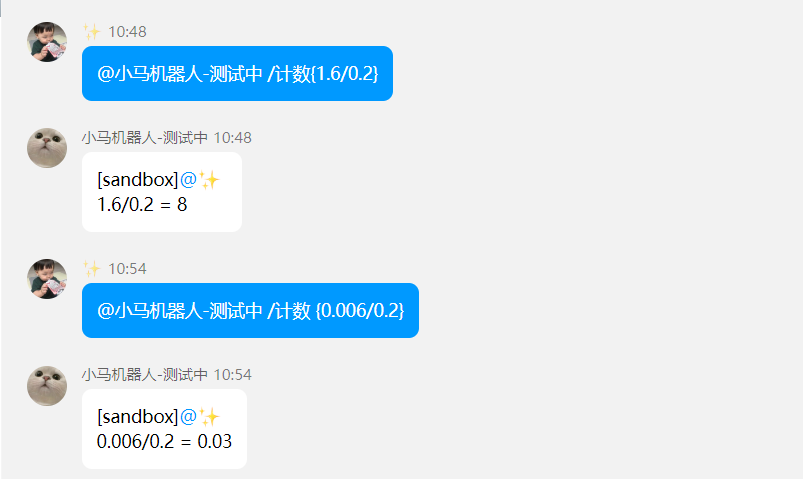 ✨ 10:48
@小马机器人-测试中 /计数{1.6/0.2}
小马机器人-测试中 10:48
[sandbox]@✨
1.6/0.2 = 8
✨ 10:54
@小马机器人-测试中 /计数 {0.006/0.2}
小马机器人-测试中 10:54
[sandbox]@✨
0.006/0.2 = 0.03